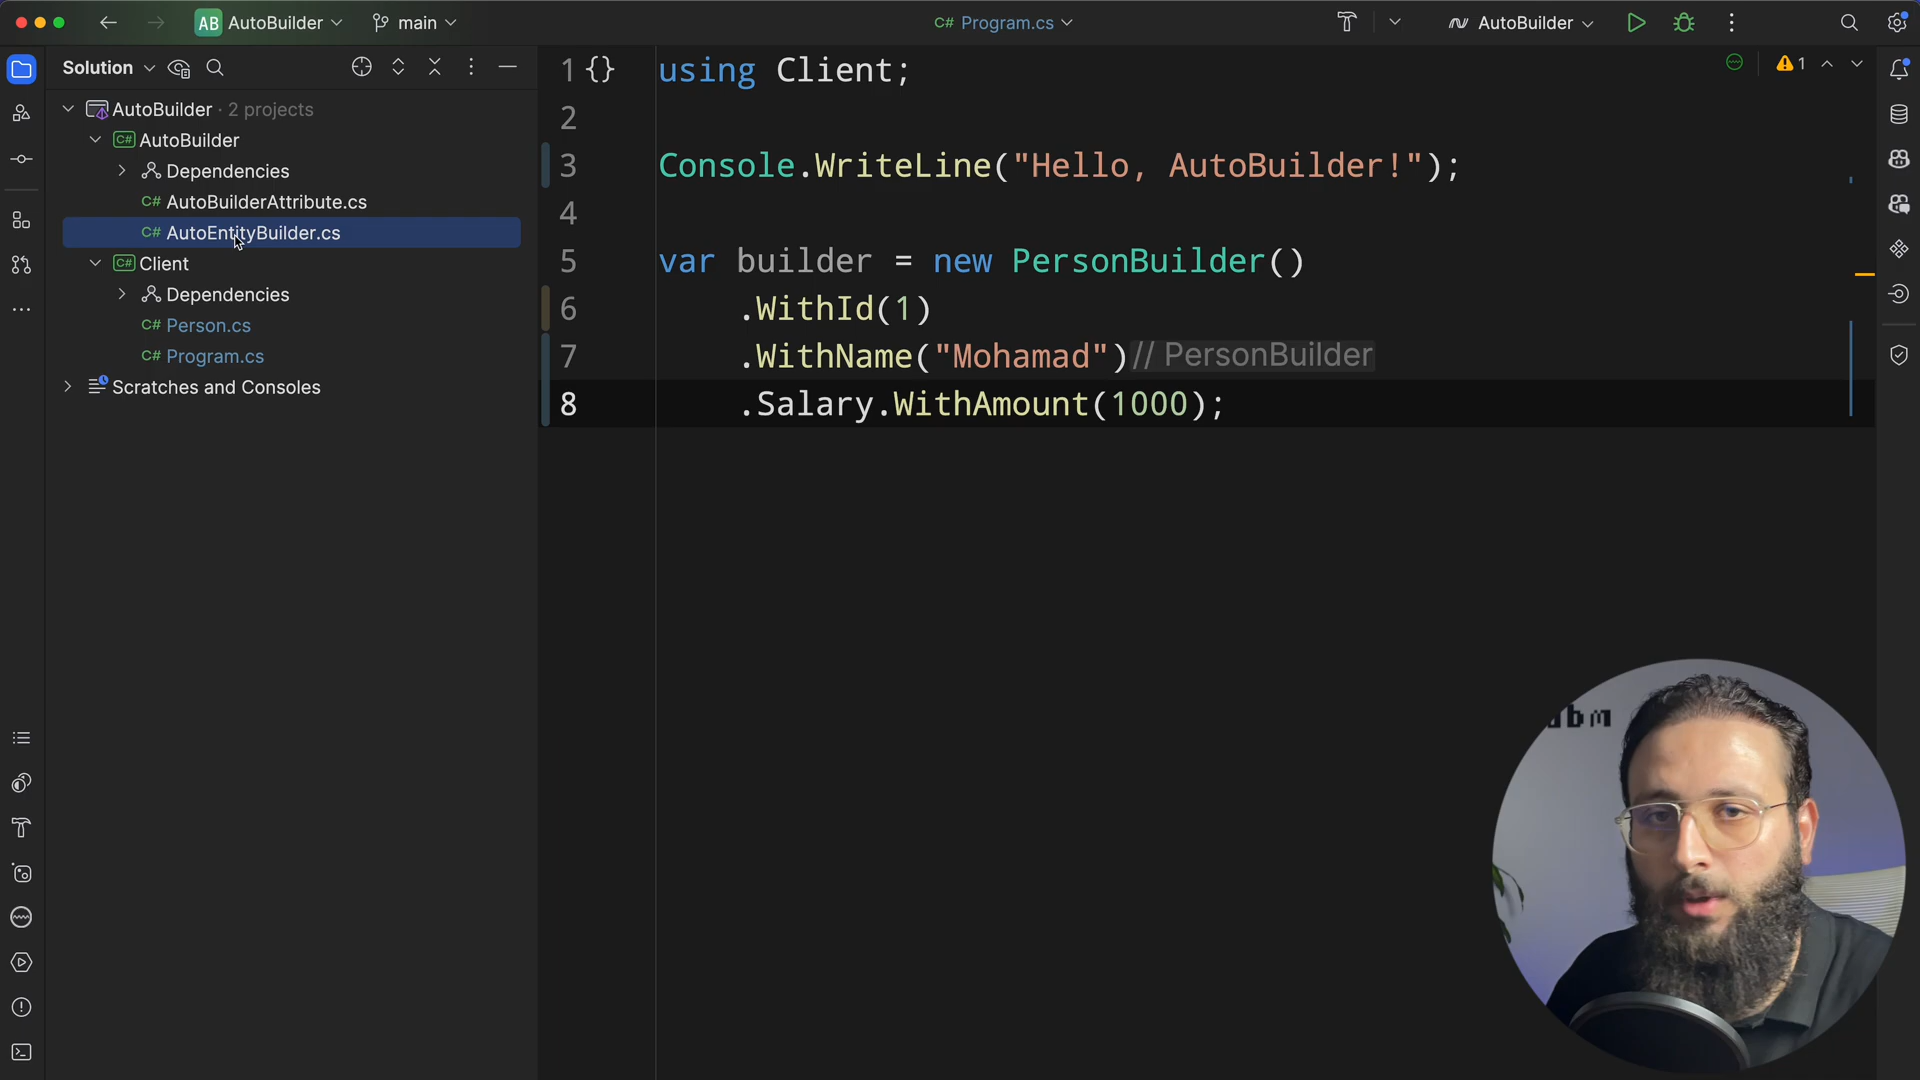 AB AutoBuilder
main
C# Program.cs
AutoBuilder
Solution
AutoBuilder · 2 projects
C# AutoBuilder
Dependencies
C# AutoBuilderAttribute.cs
C# AutoEntityBuilder.cs
C# Client
Dependencies
C# Person.cs
C# Program.cs
Scratches and Consoles
1 {} using Client;
2
3 Console.WriteLine("Hello, AutoBuilder!");
4
5 var builder = new PersonBuilder()
6 .WithId(1)
7 .WithName("Mohamad")// PersonBuilder
8 .Salary.WithAmount(1000);
1